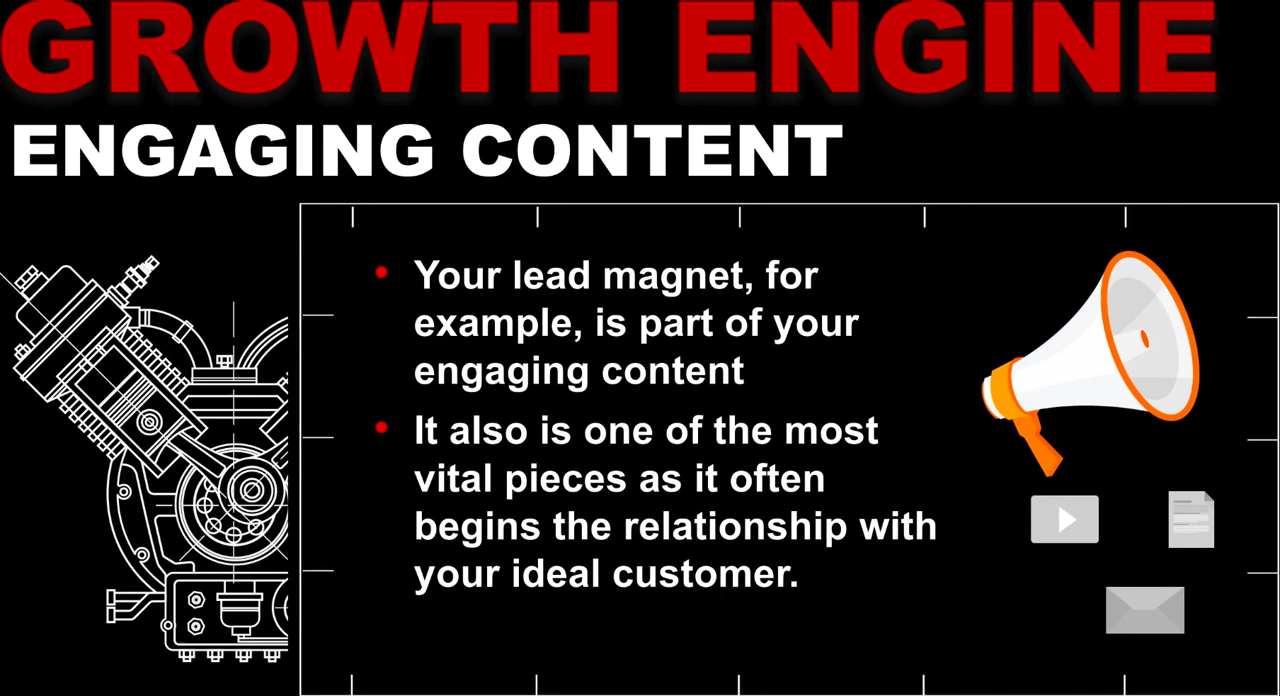 GROWTH ENGINE
ENGAGING CONTENT
• Your lead magnet, for
example, is part of your
engaging content
• It also is one of the most
vital pieces as it often
begins the relationship with
your ideal customer.